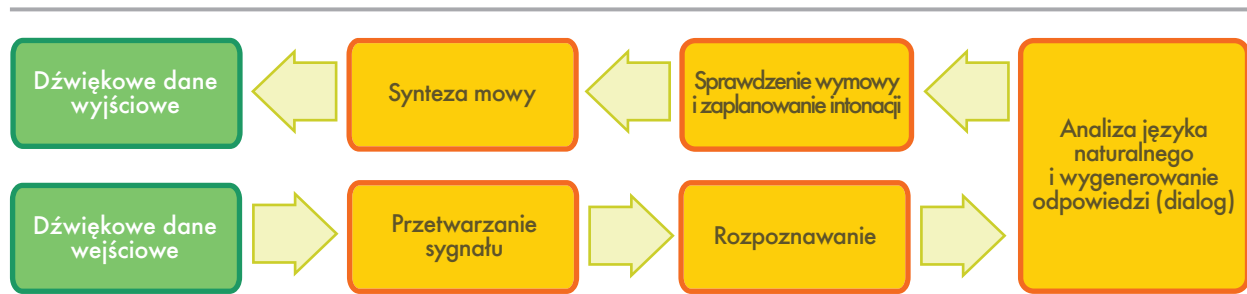 Dźwiękowe dane
wyjściowe
Synteza mowy
Sprawdzenie wymowy
i zaplanowanie intonacji
Analiza języka
naturalnego
i wygenerowanie
odpowiedzi (dialog)
Dźwiękowe dane
wejściowe
Przetwarzanie
sygnału
Rozpoznawanie